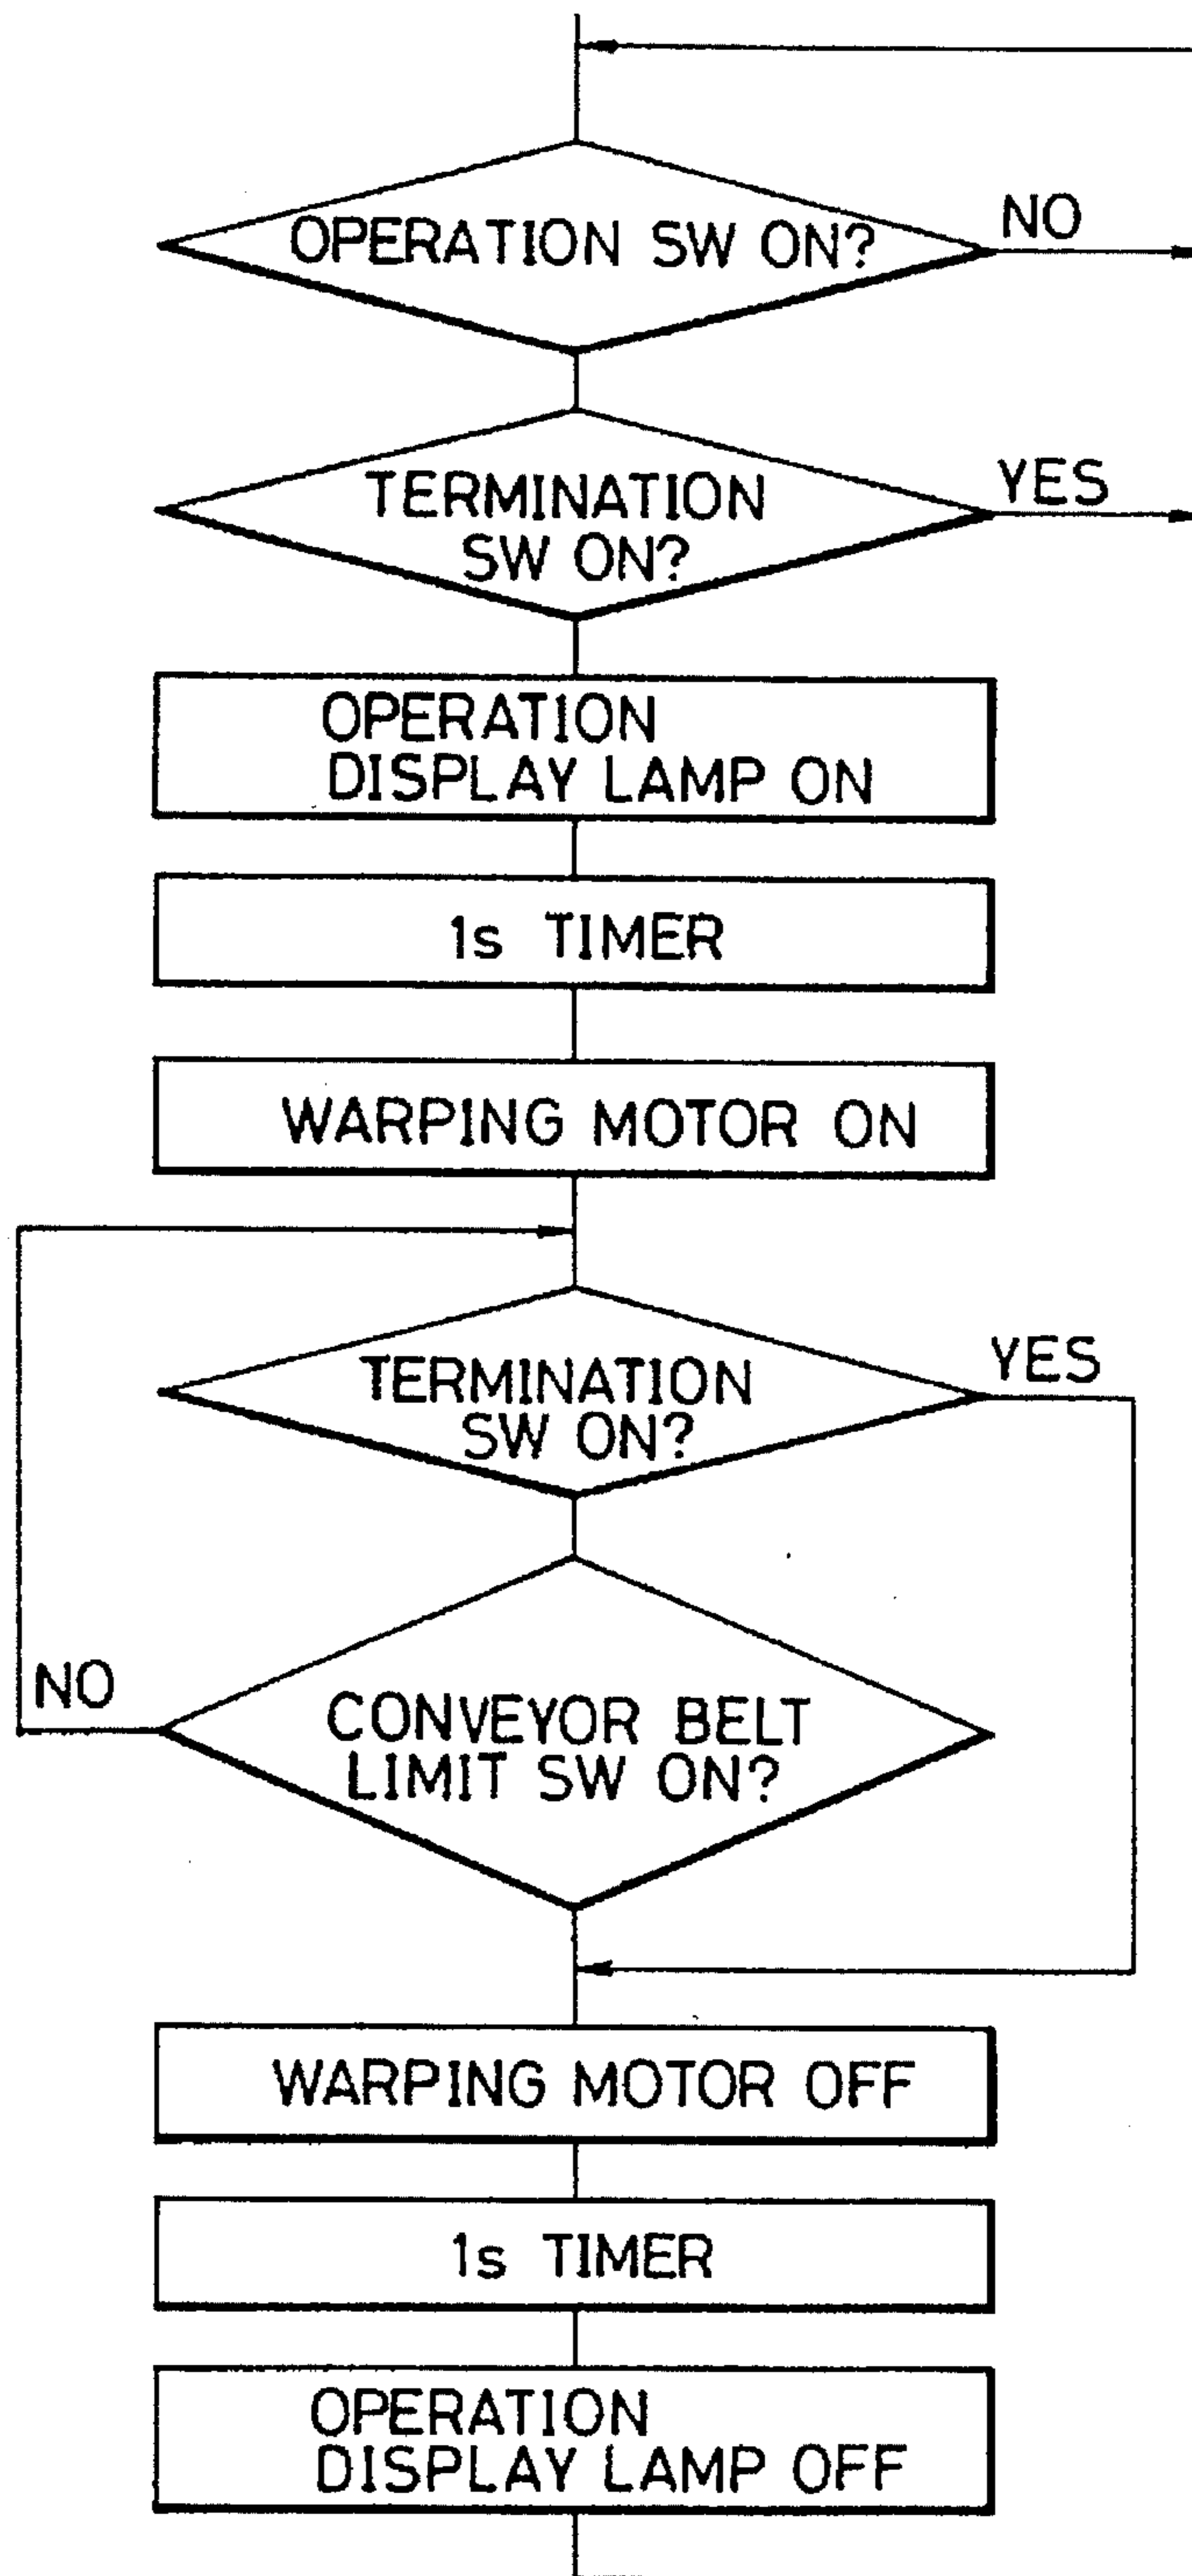 OPERATION SW ON?
NO
TERMINATION
SW ON?
YES
OPERATION
DISPLAY LAMP ON
1s TIMER
WARPING MOTOR ON
TERMINATION
SW ON?
YES
CONVEYOR BELT
LIMIT SW ON?
NO
WARPING MOTOR OFF
1s TIMER
OPERATION
DISPLAY LAMP OFF